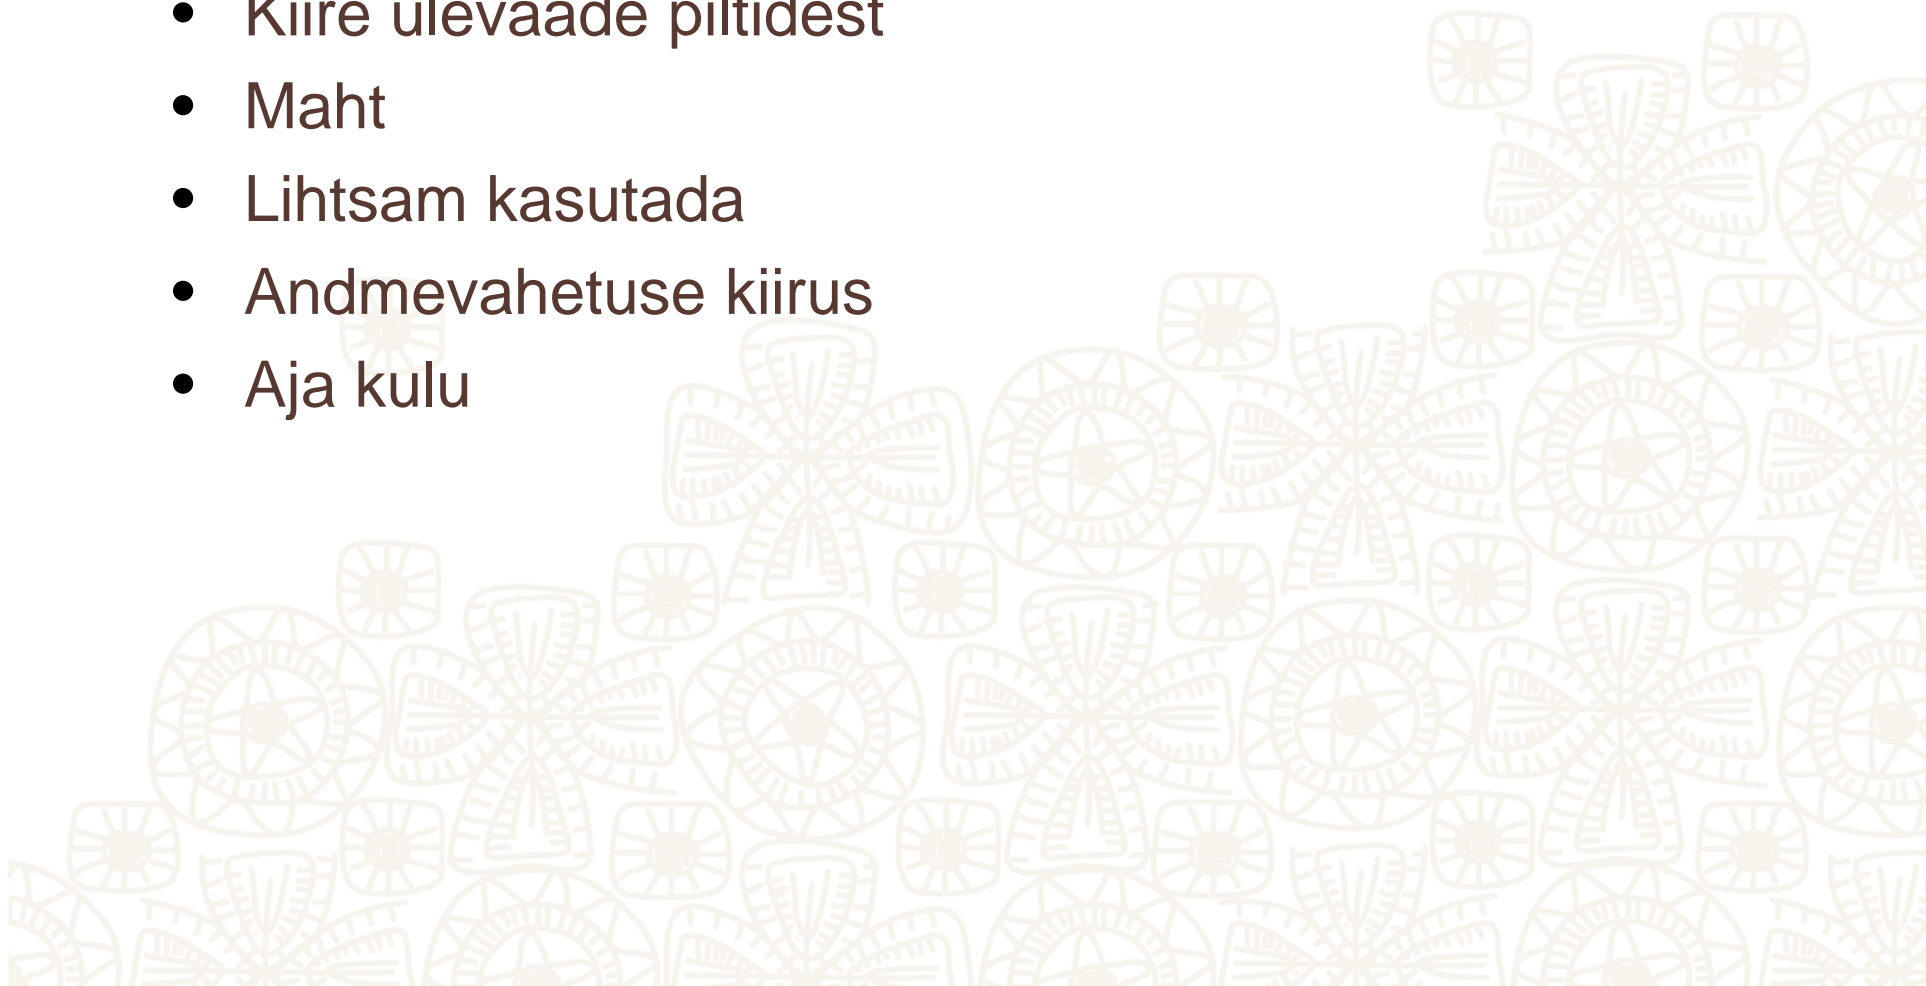 • Kiire ülevaade piltidest
• Maht
• Lihtsam kasutada
• Andmevahetuse kiirus
• Aja kulu